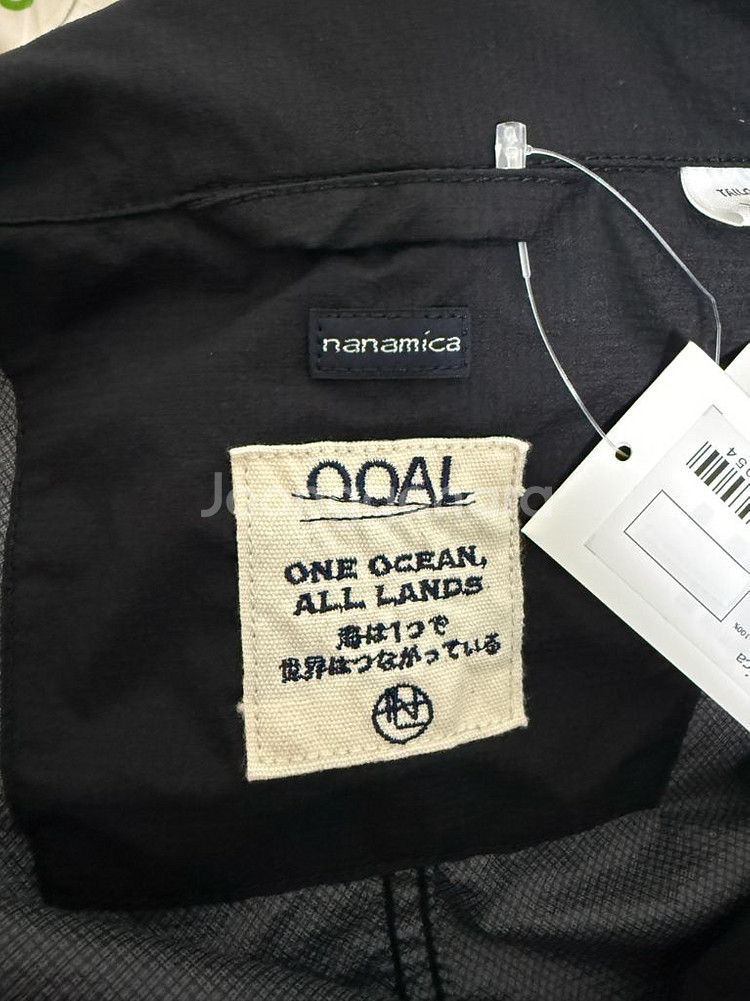 nanamica
OOAL
ONE OCEAN,
ALL LANDS
海は1つで
世界はつながっている